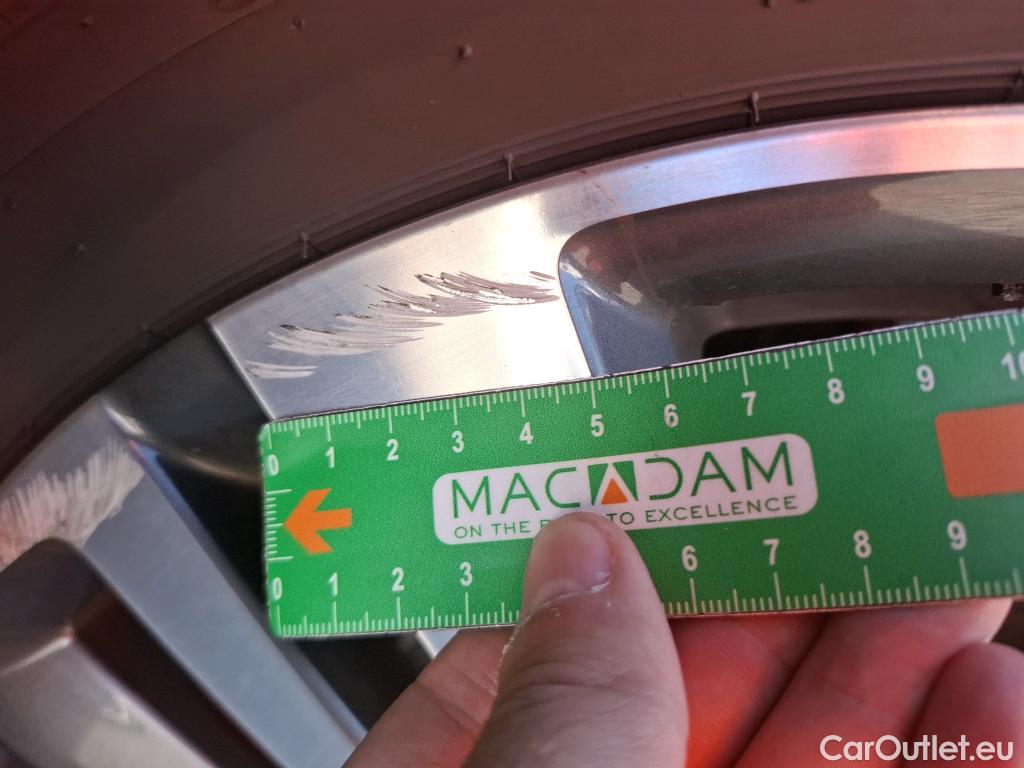 0 1 2 3 4 5 6 7 8 9 10
MACADAM
ON THE TO EXCELLENCE
0 1 2 3 6 7 8 9
CarOutlet.eu